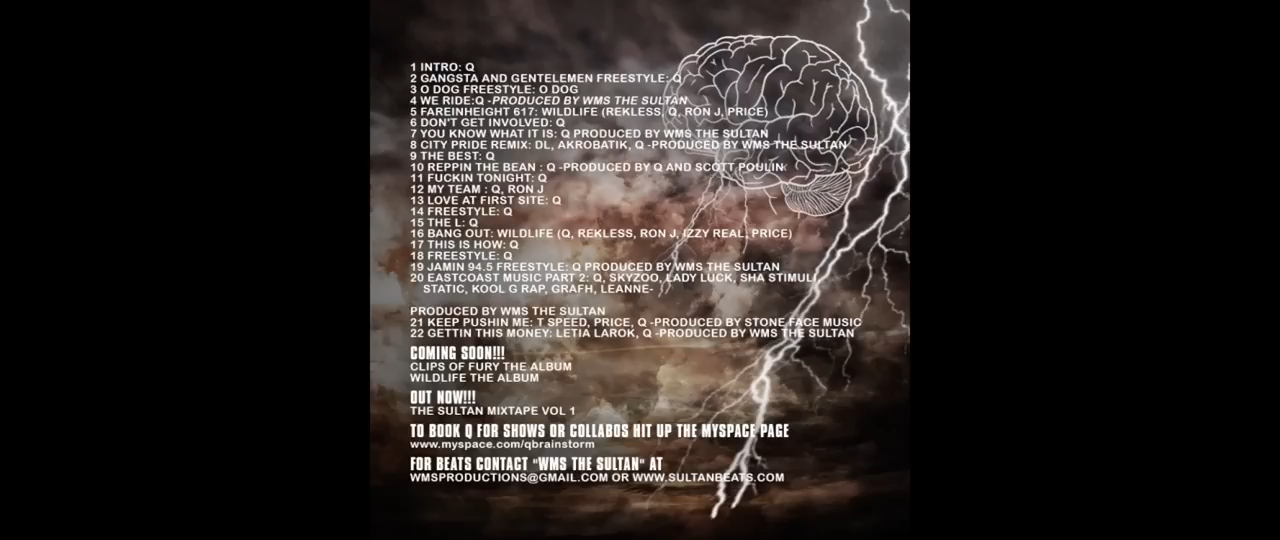 1 INTRO: Q
2 GANGSTA AND GENTELEMEN FREESTYLE: Q
3 O DOG FREESTYLE: O DOG
4 WE RIDE:Q -PRODUCED BY WMS THE SULTAN
5 FAREINHEIGHT 617: WILDLIFE (REKLESS, Q, RON J, PRICE)
6 DON'T GET INVOLVED: Q
7 YOU KNOW WHAT IT IS: Q PRODUCED BY WMS THE SULTAN
8 CITY PRIDE REMIX: DL, AKROBATIK, Q -PRODUCED BY WMS THE SULTAN
9 THE BEST: Q
10 REPPIN THE BEAN : Q -PRODUCED BY Q AND SCOTT POULIN
11 FUCKIN TONIGHT: Q
12 MY TEAM : Q, RON J
13 LOVE AT FIRST SITE: Q
14 FREESTYLE: Q
15 THE L: Q
16 BANG OUT: WILDLIFE (Q, REKLESS, RON J, IZZY REAL, PRICE)
17 THIS IS HOW: Q
18 FREESTYLE: Q
19 JAMIN 94.5 FREESTYLE: Q PRODUCED BY WMS THE SULTAN
20 EASTCOAST MUSIC PART 2: Q, SKYZOO, LADY LUCK, SHA STIMULI,
STATIC, KOOL G RAP, GRAFH, LEANNE-
PRODUCED BY WMS THE SULTAN
21 KEEP PUSHIN ME: T SPEED, PRICE, Q -PRODUCED BY STONE FACE MUSIC
22 GETTIN THIS MONEY: LETIA LAROK, Q -PRODUCED BY WMS THE SULTAN
COMING SOON!!!
CLIPS OF FURY THE ALBUM
WILDLIFE THE ALBUM
OUT NOW!!!
THE SULTAN MIXTAPE VOL 1
TO BOOK Q FOR SHOWS OR COLLABOS HIT UP THE MYSPACE PAGE
www.myspace.com/qbrainstorm
FOR BEATS CONTACT "WMS THE SULTAN" AT
WMSPRODUCTIONS@GMAIL.COM OR WWW.SULTANBEATS.COM